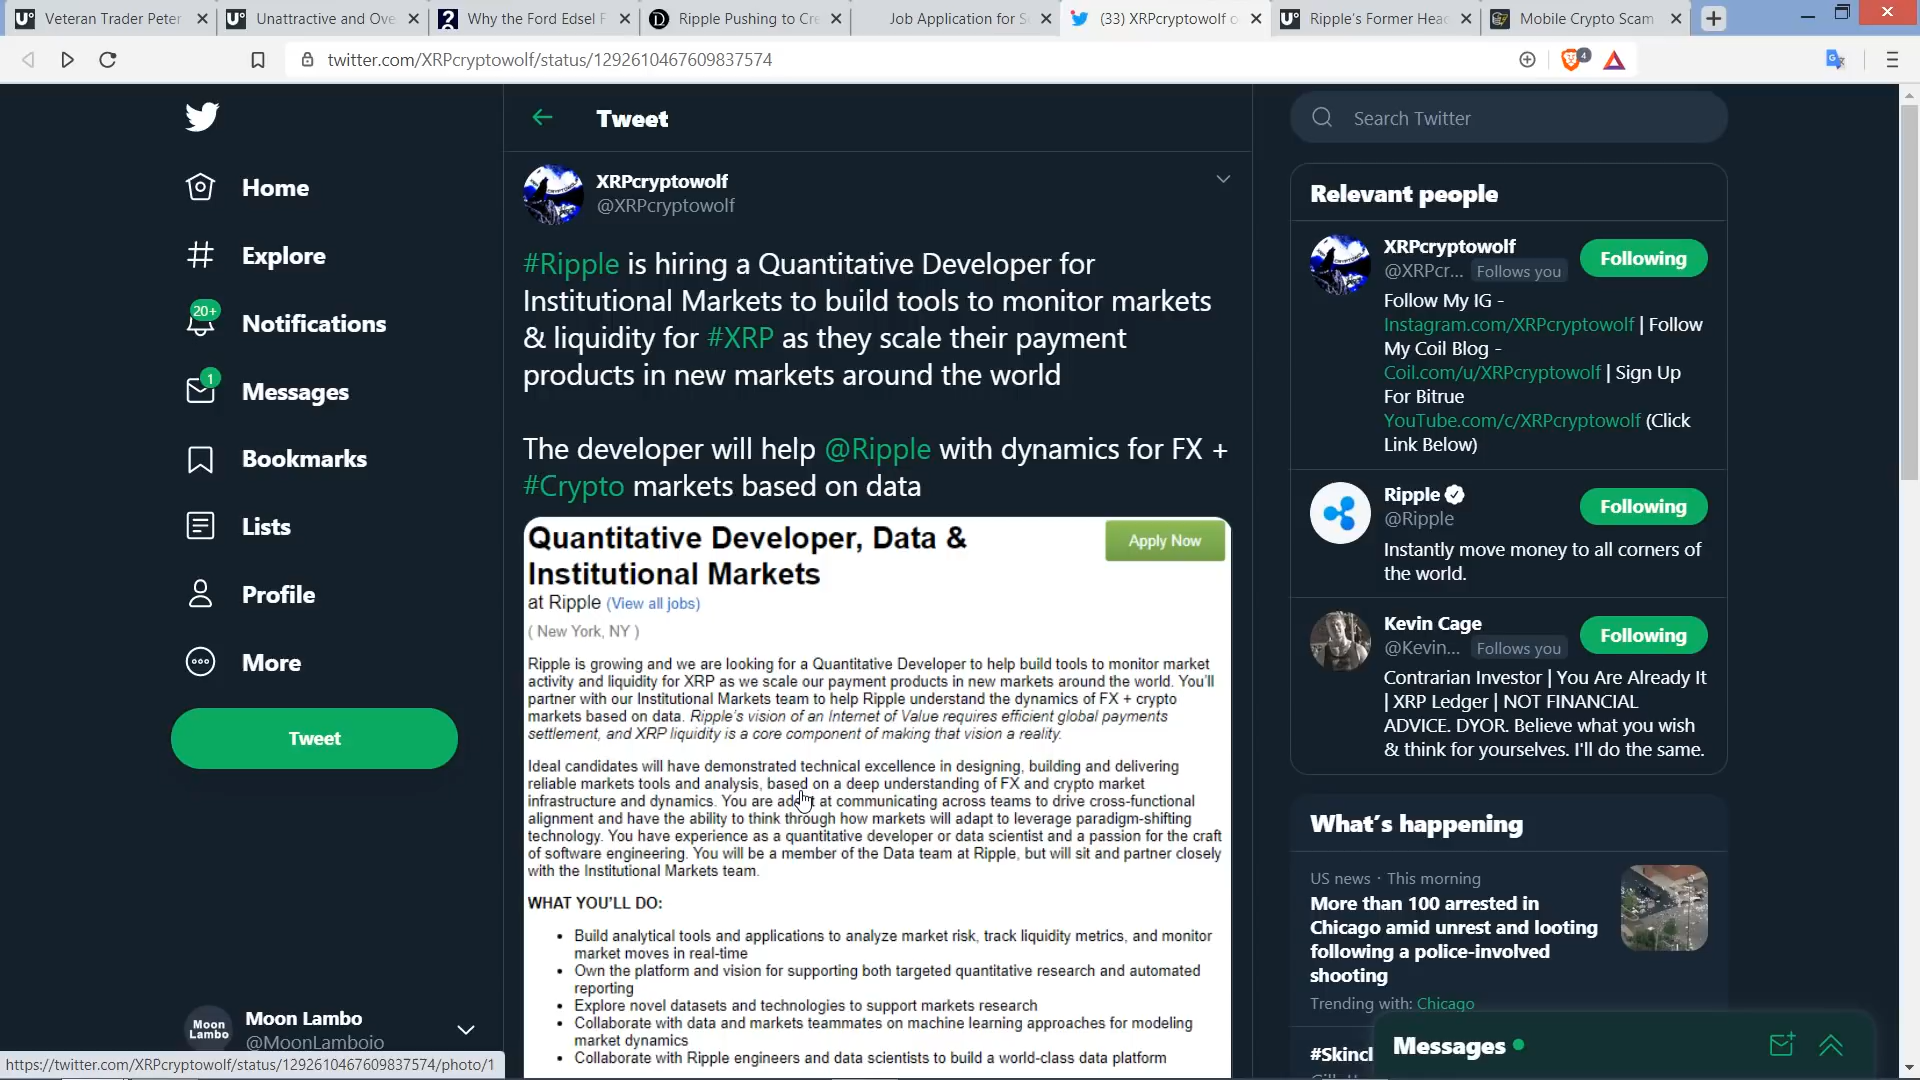 Veteran Trader Peter
Unattractive and Ove
Why the Ford Edsel F
Ripple Pushing to Cre
Job Application for S
(33) XRPcryptowolf o
Ripple's Former Head
Mobile Crypto Scam
twitter.com/XRPcryptowolf/status/1292610467609837574
4
Home
Explore
20+
Notifications
1
Messages
Bookmarks
Lists
Profile
More
Tweet
Moon Lambo
Moon Lambo
@MoonLamboio
https://twitter.com/XRPcryptowolf/status/1292610467609837574/photo/1
Tweet
XRPcryptowolf
@XRPcryptowolf
#Ripple is hiring a Quantitative Developer for
Institutional Markets to build tools to monitor markets
& liquidity for #XRP as they scale their payment
products in new markets around the world
The developer will help @Ripple with dynamics for FX +
#Crypto markets based on data
Quantitative Developer, Data &
Institutional Markets
Apply Now
at Ripple (View all jobs)
( New York, NY )
Ripple is growing and we are looking for a Quantitative Developer to help build tools to monitor market
activity and liquidity for XRP as we scale our payment products in new markets around the world. You'll
partner with our Institutional Markets team to help Ripple understand the dynamics of FX + crypto
markets based on data. Ripple's vision of an Internet of Value requires efficient global payments
settlement, and XRP liquidity is a core component of making that vision a reality.
Ideal candidates will have demonstrated technical excellence in designing, building and delivering
reliable markets tools and analysis, based on a deep understanding of FX and crypto market
infrastructure and dynamics. You are adept at communicating across teams to drive cross-functional
alignment and have the ability to think through how markets will adapt to leverage paradigm-shifting
technology. You have experience as a quantitative developer or data scientist and a passion for the craft
of software engineering. You will be a member of the Data team at Ripple, but will sit and partner closely
with the Institutional Markets team.
WHAT YOU'LL DO:
• Build analytical tools and applications to analyze market risk, track liquidity metrics, and monitor
market moves in real-time
• Own the platform and vision for supporting both targeted quantitative research and automated
reporting
• Explore novel datasets and technologies to support markets research
• Collaborate with data and markets teammates on machine learning approaches for modeling
market dynamics
• Collaborate with Ripple engineers and data scientists to build a world-class data platform
Search Twitter
Relevant people
XRPcryptowolf
@XRPcr... Follows you
Following
Follow My IG -
Instagram.com/XRPcryptowolf | Follow
My Coil Blog -
Coil.com/u/XRPcryptowolf | Sign Up
For Bitrue
YouTube.com/c/XRPcryptowolf (Click
Link Below)
Ripple
@Ripple
Following
Instantly move money to all corners of
the world.
Kevin Cage
@Kevin... Follows you
Following
Contrarian Investor | You Are Already It
| XRP Ledger | NOT FINANCIAL
ADVICE. DYOR. Believe what you wish
& think for yourselves. I'll do the same.
What's happening
US news · This morning
More than 100 arrested in
Chicago amid unrest and looting
following a police-involved
shooting
Trending with: Chicago
#Skincl
Messages